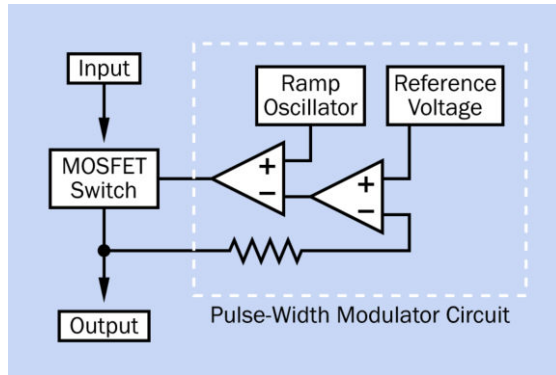 Input
Ramp
Oscillator
Reference
Voltage
MOSFET
Switch
+
−
+
−
Output
Pulse-Width Modulator Circuit